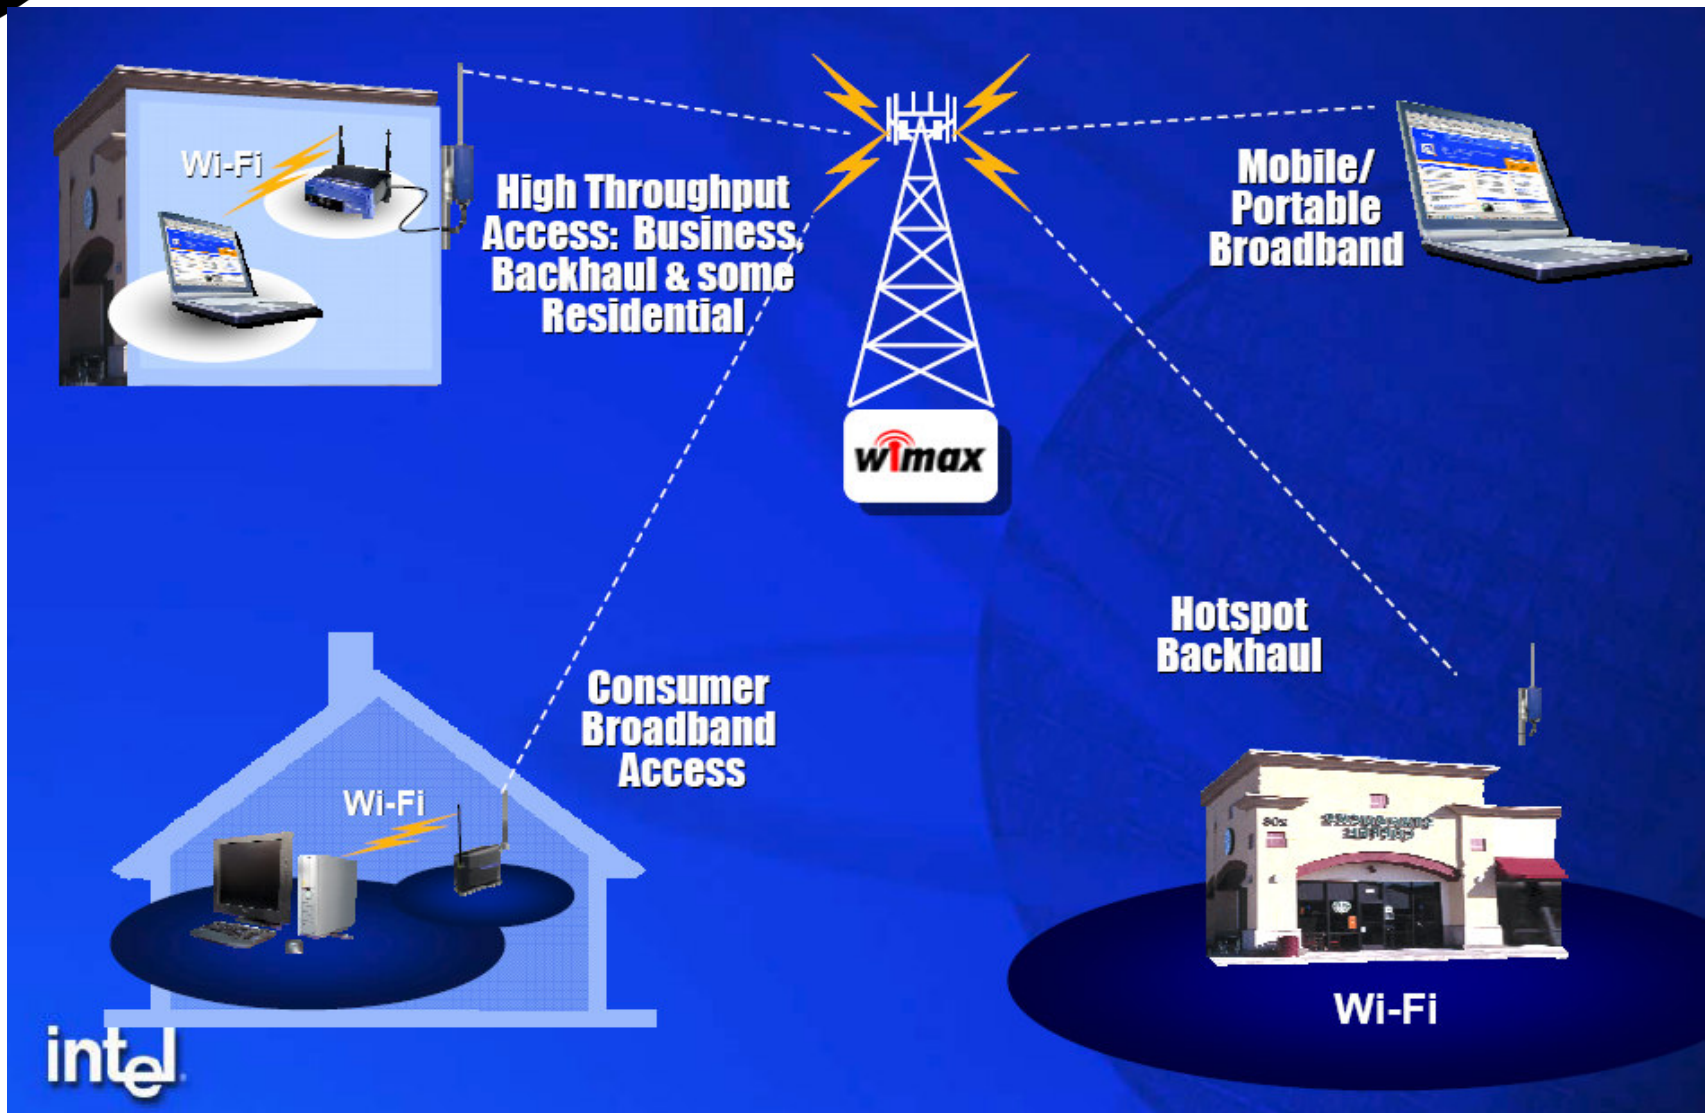 Wi-Fi
High Throughput
Access: Business,
Backhaul & some
Residential
Mobile/
Portable
Broadband
wimax
Hotspot
Backhaul
Consumer
Broadband
Access
Wi-Fi
Wi-Fi
intel